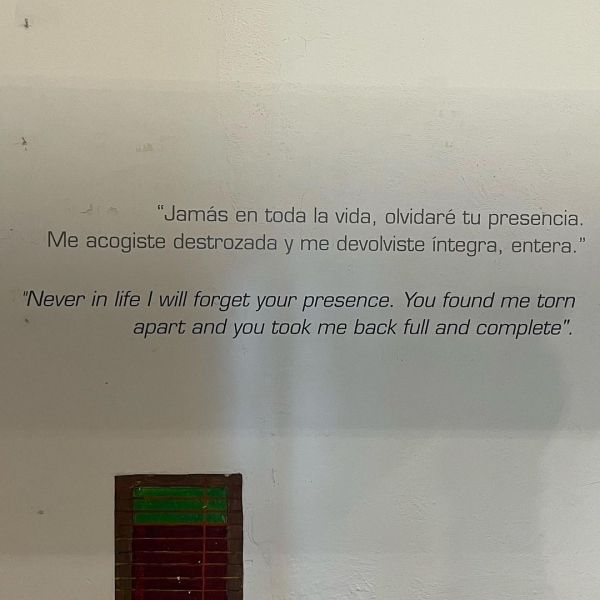 “Jamás en toda la vida, olvidaré tu presencia.
Me acogiste destrozada y me devolviste íntegra, entera.”
"Never in life I will forget your presence. You found me torn
apart and you took me back full and complete".